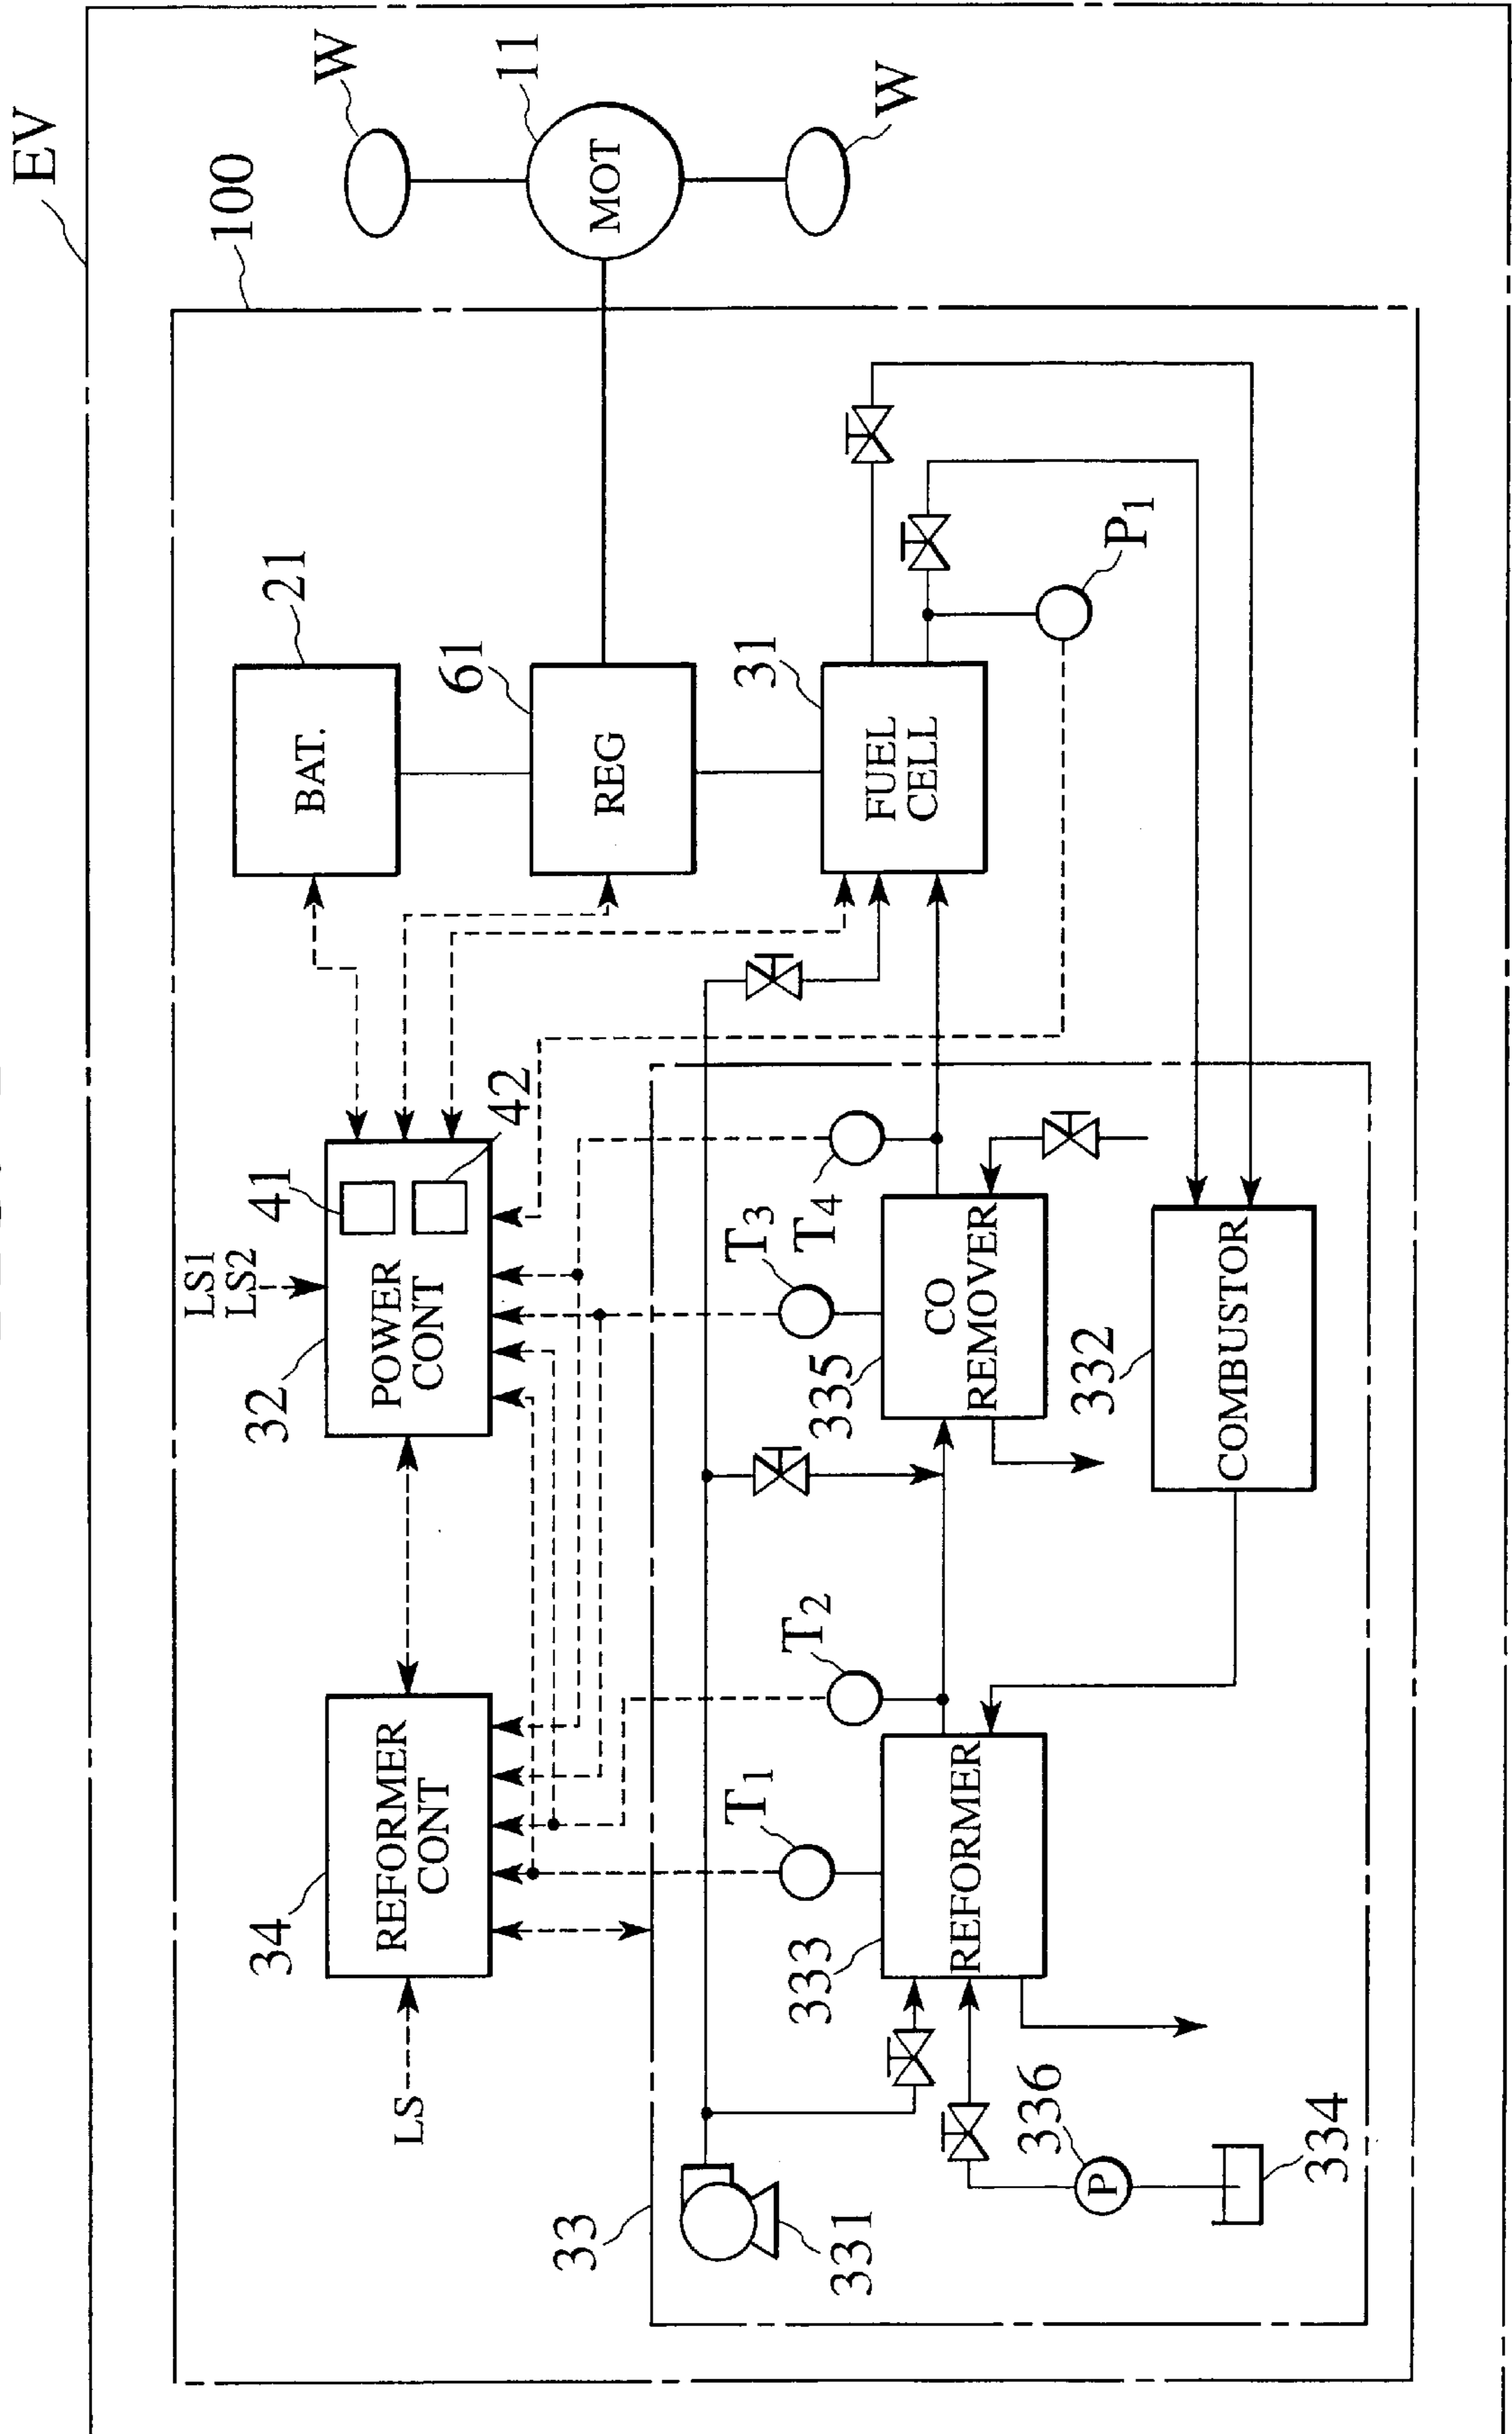 EV
100
W
11
MOT
W
21
BAT.
61
REG
31
FUEL
CELL
P1
LS1
LS2
41
42
32
POWER
CONT
34
REFORMER
CONT
LS
T1
T2
T3
T4
335
CO
REMOVER
332
COMBUSTOR
333
REFORMER
33
331
336
P
334